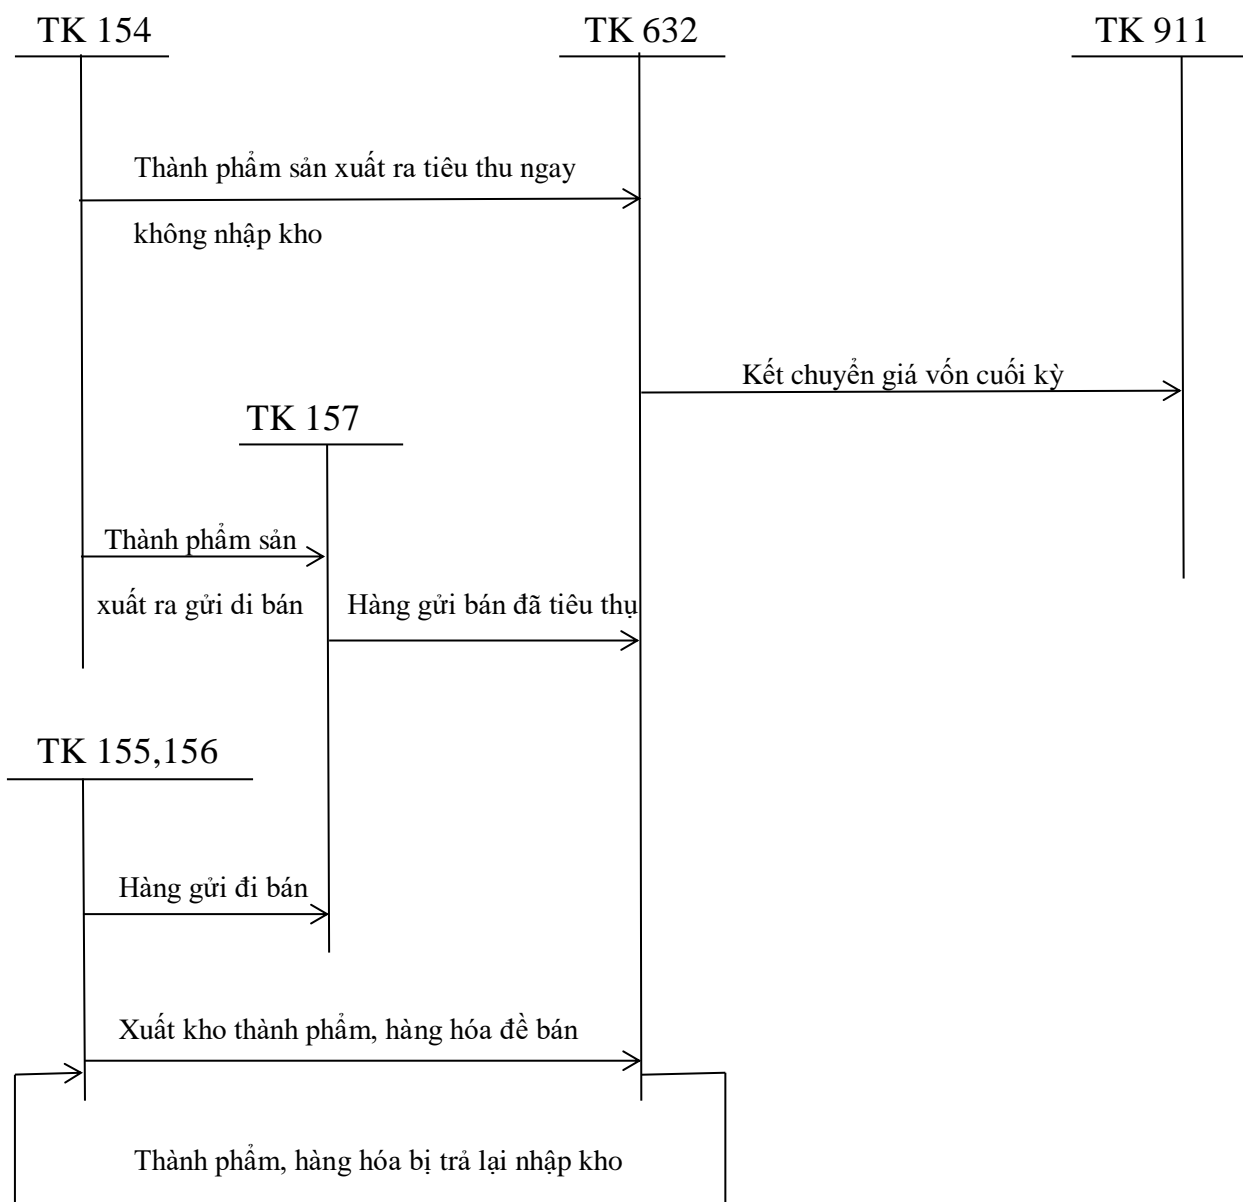 TK 154
TK 632
TK 911
Thành phẩm sản xuất ra tiêu thu ngay
không nhập kho
Kết chuyển giá vốn cuối kỳ
TK 157
Thành phẩm sản
xuất ra gửi di bán
Hàng gửi bán đã tiêu thụ
TK 155,156
Hàng gửi đi bán
Xuất kho thành phẩm, hàng hóa đề bán
Thành phẩm, hàng hóa bị trả lại nhập kho